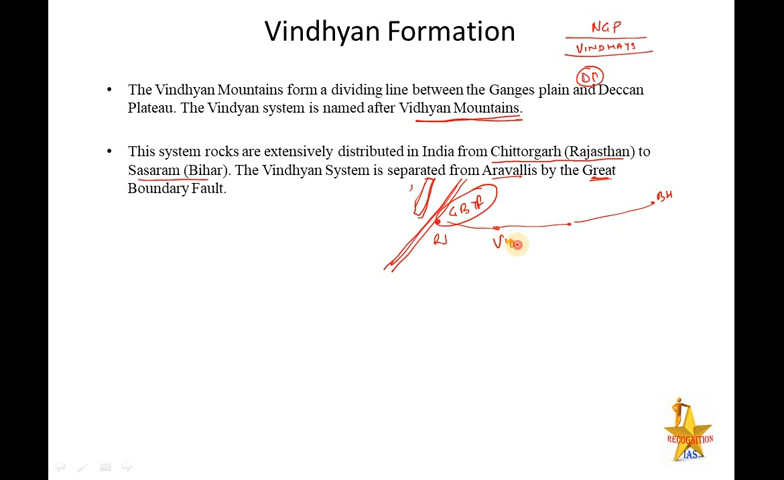 Vindhyan Formation
NGP
VINDHAYS
DP
• The Vindhyan Mountains form a dividing line between the Ganges plain and Deccan
Plateau. The Vindyan system is named after Vidhyan Mountains.
• This system rocks are extensively distributed in India from Chittorgarh (Rajasthan) to
Sasaram (Bihar). The Vindhyan System is separated from Aravallis by the Great
Boundary Fault.
GBF
BH
RJ
RECOGNITION
IAS